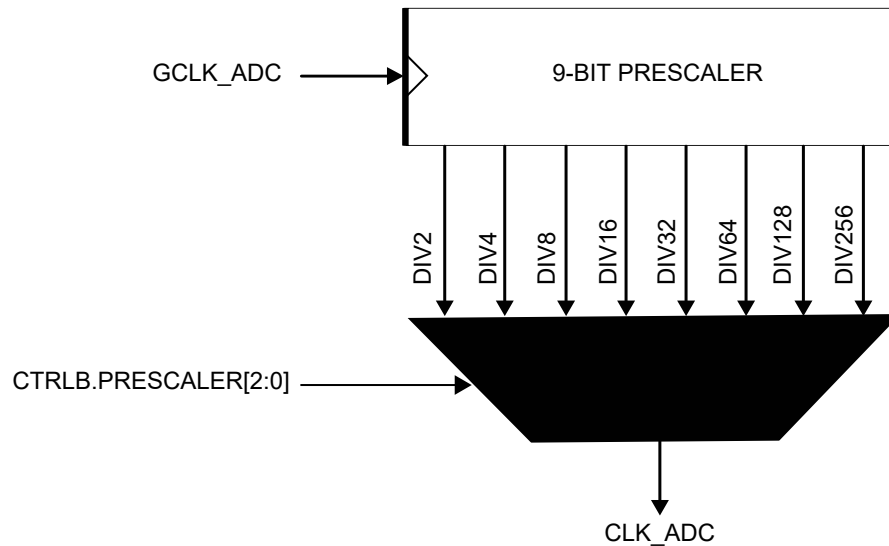 GCLK_ADC
9-BIT PRESCALER
DIV2
DIV4
DIV8
DIV16
DIV32
DIV64
DIV128
DIV256
CTRLB.PRESCALER[2:0]
CLK_ADC